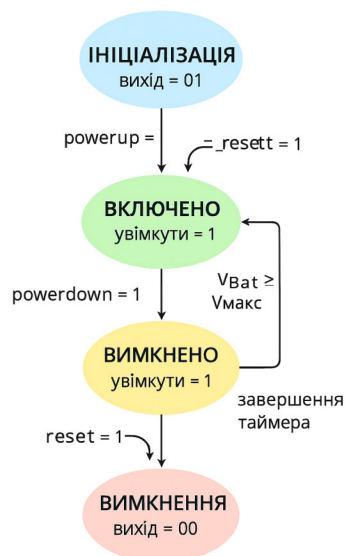 ІНІЦІАЛІЗАЦІЯ
вихід = 01
powerup =
=_resett = 1
ВКЛЮЧЕНО
увімкути = 1
powerdown = 1
VBat ≥
Vмакс
ВИМКНЕНО
увімкути = 1
завершення
таймера
reset = 1
ВИМКНЕННЯ
вихід = 00